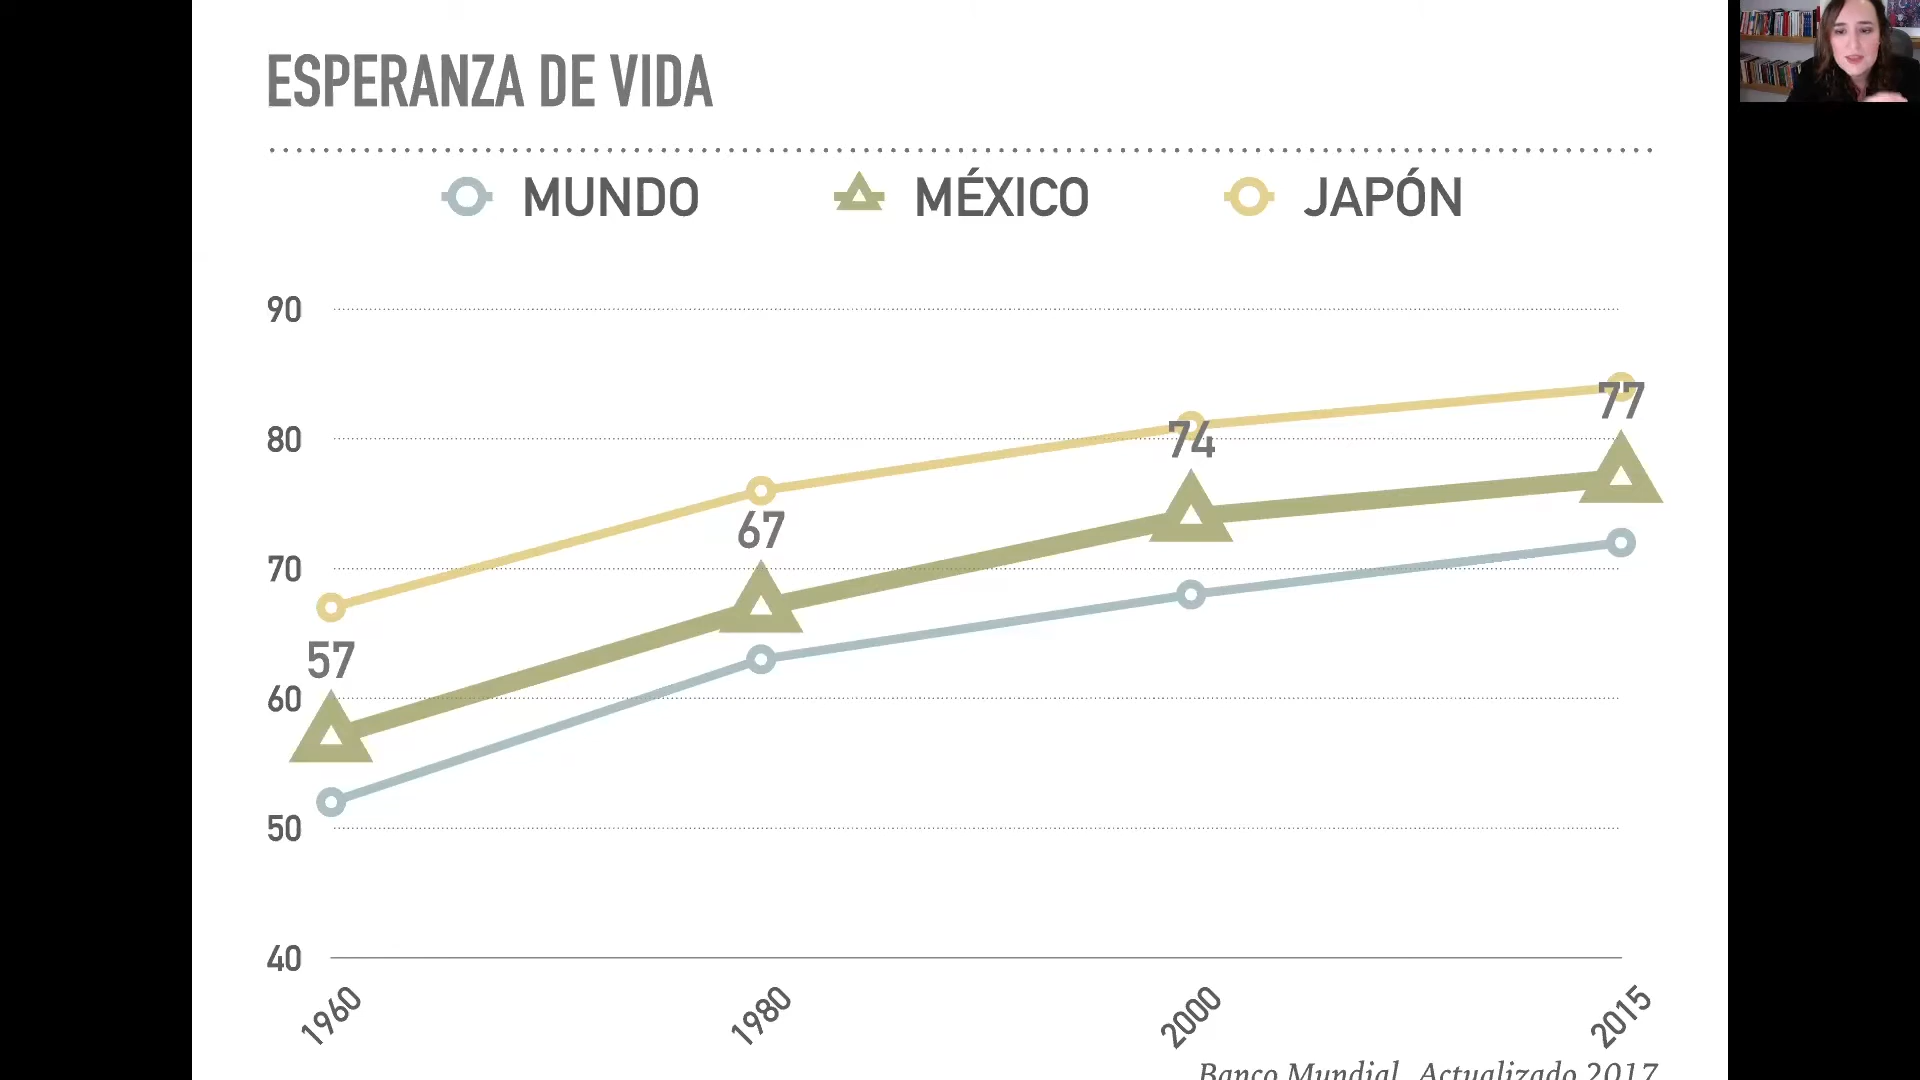 ESPERANZA DE VIDA
MUNDO MÉXICO JAPÓN
90
77
80
74
67
70
57
60
50
40
1960 1980 2000 2015
Banco Mundial. Actualizado 2017